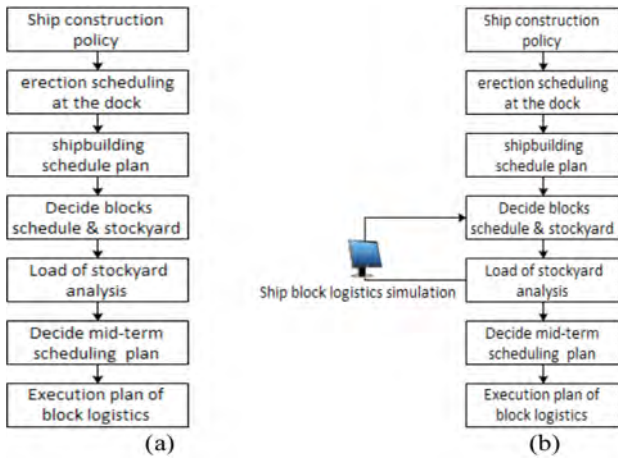 Ship construction
policy
erection scheduling
at the dock
shipbuilding
schedule plan
Decide blocks
schedule & stockyard
Load of stockyard
analysis
Decide mid-term
scheduling plan
Execution plan of
block logistics
(a)
Ship construction
policy
erection scheduling
at the dock
shipbuilding
schedule plan
Decide blocks
schedule & stockyard
Ship block logistics simulation
Load of stockyard
analysis
Decide mid-term
scheduling plan
Execution plan of
block logistics
(b)